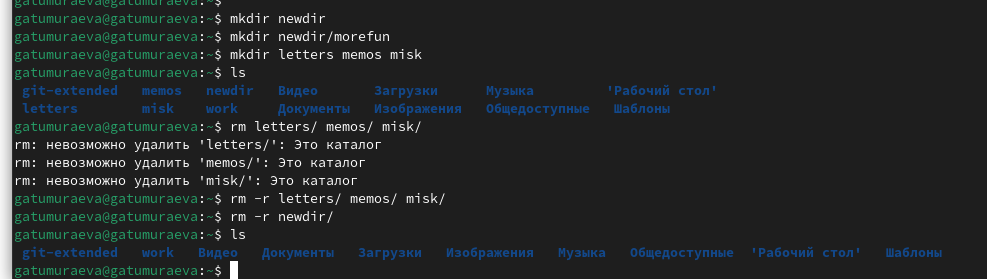 gatumuraeva@gatumuraeva:~$
gatumuraeva@gatumuraeva:~$ mkdir newdir
gatumuraeva@gatumuraeva:~$ mkdir newdir/morefun
gatumuraeva@gatumuraeva:~$ mkdir letters memos misk
gatumuraeva@gatumuraeva:~$ ls
git-extended memos newdir Видео Загрузки Музыка 'Рабочий стол'
letters misk work Документы Изображения Общедоступные Шаблоны
gatumuraeva@gatumuraeva:~$ rm letters/ memos/ misk/
rm: невозможно удалить 'letters/': Это каталог
rm: невозможно удалить 'memos/': Это каталог
rm: невозможно удалить 'misk/': Это каталог
gatumuraeva@gatumuraeva:~$ rm -r letters/ memos/ misk/
gatumuraeva@gatumuraeva:~$ rm -r newdir/
gatumuraeva@gatumuraeva:~$ ls
git-extended work Видео Документы Загрузки Изображения Музыка Общедоступные 'Рабочий стол' Шаблоны
gatumuraeva@gatumuraeva:~$